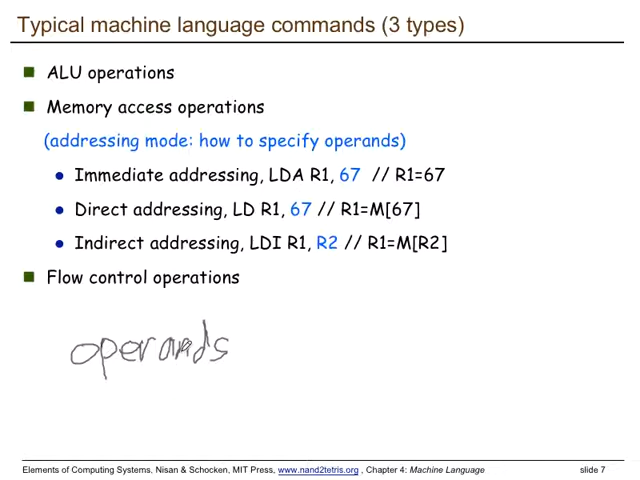 Typical machine language commands (3 types)
ALU operations
Memory access operations
(addressing mode: how to specify operands)
Immediate addressing, LDA R1, 67 // R1=67
Direct addressing, LD R1, 67 // R1=M[67]
Indirect addressing, LDI R1, R2 // R1=M[R2]
Flow control operations
operands
Elements of Computing Systems, Nisan & Schocken, MIT Press, www.nand2tetris.org , Chapter 4: Machine Language slide 7